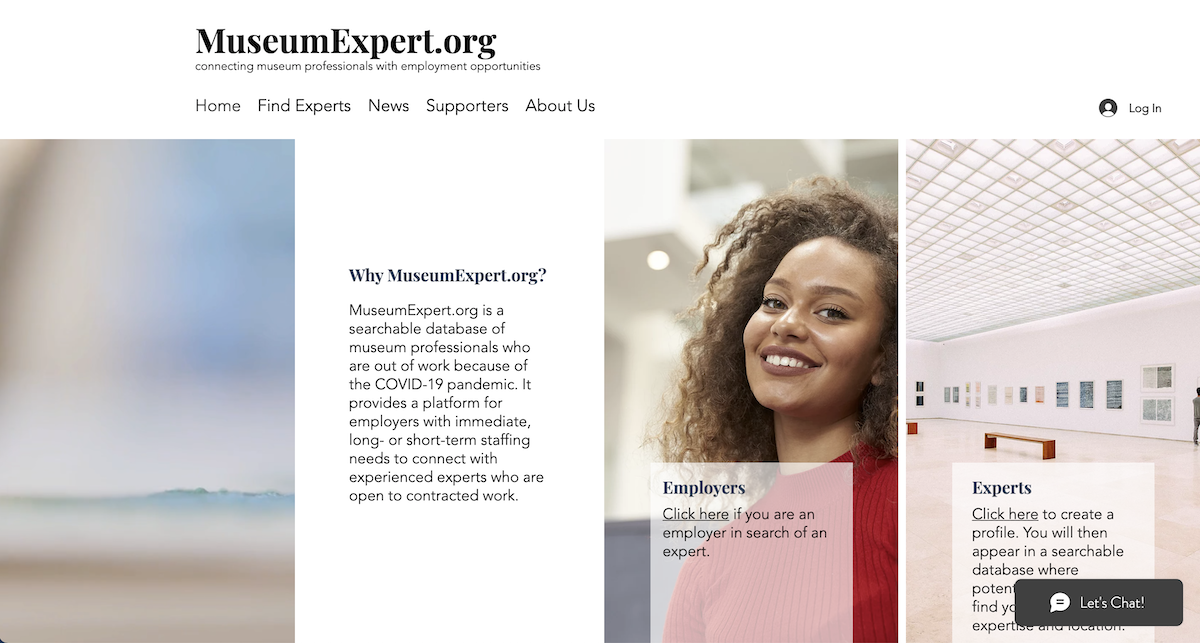 MuseumExpert.org
connecting museum professionals with employment opportunities
Home Find Experts News Supporters About Us
Log In
Why MuseumExpert.org?
MuseumExpert.org is a
searchable database of
museum professionals who
are out of work because of
the COVID-19 pandemic. It
provides a platform for
employers with immediate,
long- or short-term staffing
needs to connect with
experienced experts who are
open to contracted work.
Employers
Click here if you are an
employer in search of an
expert.
Experts
Click here to create a
profile. You will then
appear in a searchable
database where
find
expertise and location.
Let's Chat!